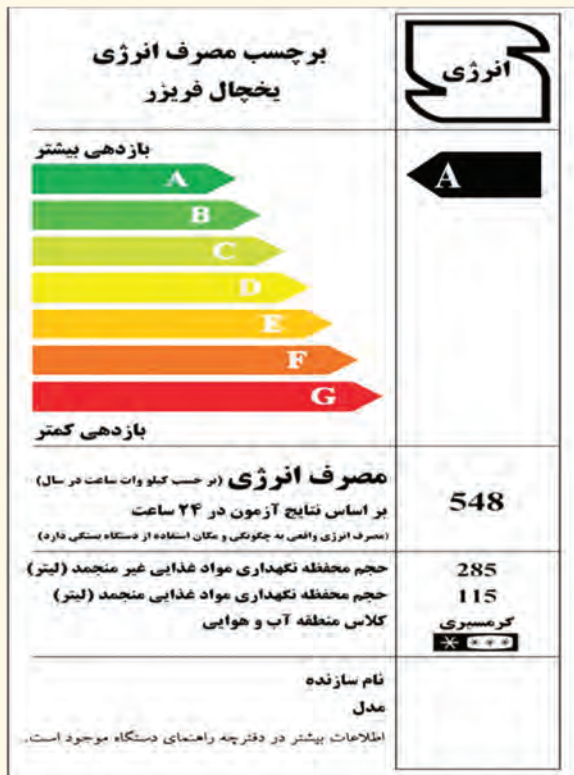 برچسب مصرف انرژی
یخچال فریزر
انرژی
بازدهی بیشتر
A
A
B
C
D
E
F
G
بازدهی کمتر
مصرف انرژی (بر حسب کیلو وات ساعت در سال)
بر اساس نتایج آزمون در ۲۴ ساعت
(مصرف انرژی واقعی به چگونگی و مکان استفاده از دستگاه بستگی دارد)
548
حجم محفظه نگهداری مواد غذایی غیر منجمد (لیتر)
285
حجم محفظه نگهداری مواد غذایی منجمد (لیتر)
115
کلاس منطقه آب و هوایی
گرمسیری
نام سازنده
مدل
اطلاعات بیشتر در دفترچه راهنمای دستگاه موجود است.